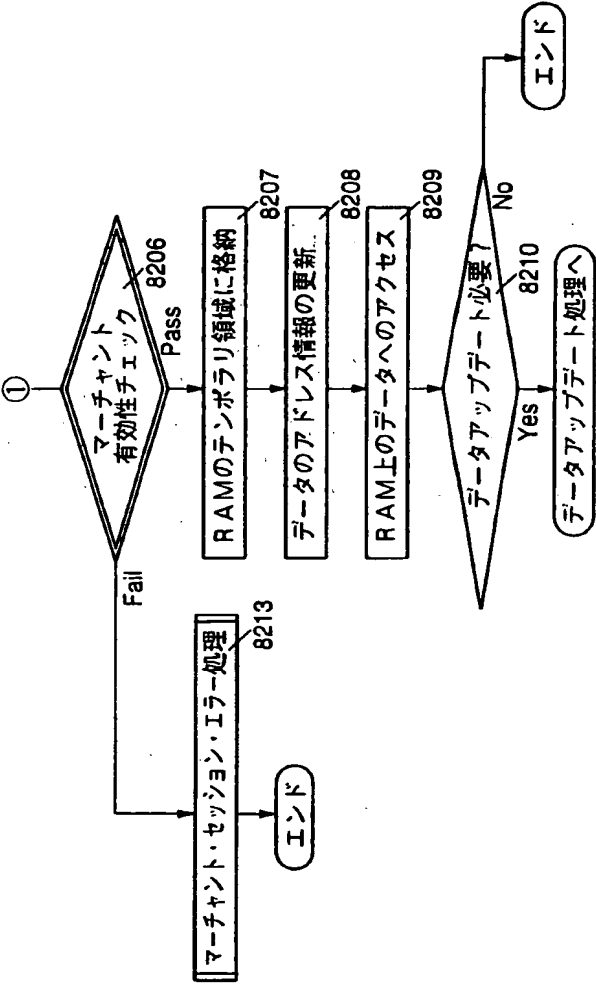 ①
マーチャント
有効性チェック
8206
Fail
Pass
マーチャント・セッション・エラー処理
8213
エンド
RAMのテンポラリ領域に格納
8207
データのアドレス情報の更新
8208
RAM上のデータへのアクセス
8209
データアップデート必要?
8210
No
エンド
Yes
データアップデート処理へ